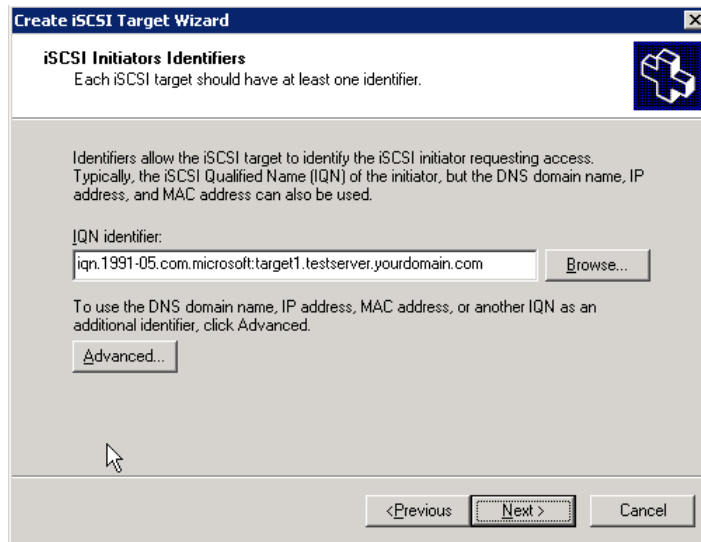 Create iSCSI Target Wizard
iSCSI Initiators Identifiers
Each iSCSI target should have at least one identifier.
Identifiers allow the iSCSI target to identify the iSCSI initiator requesting access.
Typically, the iSCSI Qualified Name (IQN) of the initiator, but the DNS domain name, IP
address, and MAC address can also be used.
IQN identifier:
iqn.1991-05.com.microsoft:target1.testserver.yourdomain.com
Browse...
To use the DNS domain name, IP address, MAC address, or another IQN as an
additional identifier, click Advanced.
Advanced...
<Previous
Next >
Cancel